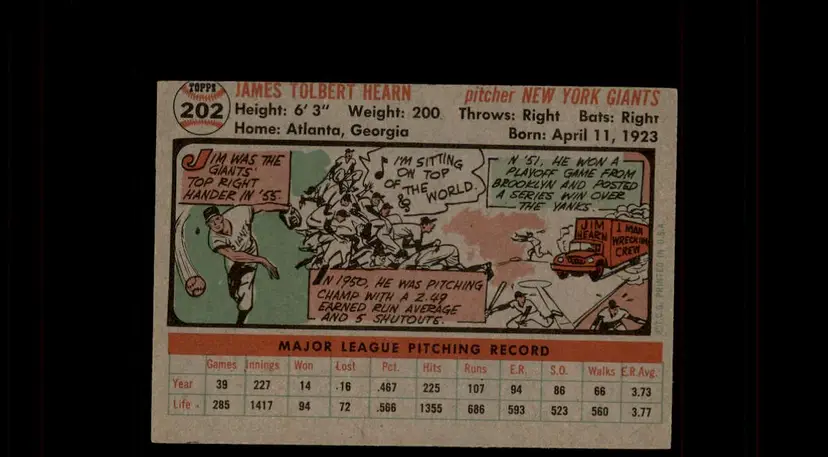 TOPPS
202
JAMES TOLBERT HEARN pitcher NEW YORK GIANTS
Height: 6' 3" Weight: 200 Throws: Right Bats: Right
Home: Atlanta, Georgia Born: April 11, 1923
JIM WAS THE
GIANTS'
TOP RIGHT
HANDER IN '55.
I'M SITTING
ON TOP
OF THE
WORLD.
IN 1950, HE WAS PITCHING
CHAMP WITH A 2.49
EARNED RUN AVERAGE
AND 5 SHUTOUTS.
N '51, HE WON A
PLAYOFF GAME FROM
BROOKLYN AND POSTED
A SERIES WIN OVER
THE YANKS.
JIM
HEARN
1 MAN
WRECKING
CREW
GIANTS
©T.C.G. PRINTED IN U.S.A.
MAJOR LEAGUE PITCHING RECORD
Games Innings Won Lost Pct. Hits Runs E.R. S.O. Walks E.R.Avg.
Year 39 227 14 16 .467 225 107 94 86 66 3.73
Life 285 1417 94 72 .566 1355 686 593 523 560 3.77